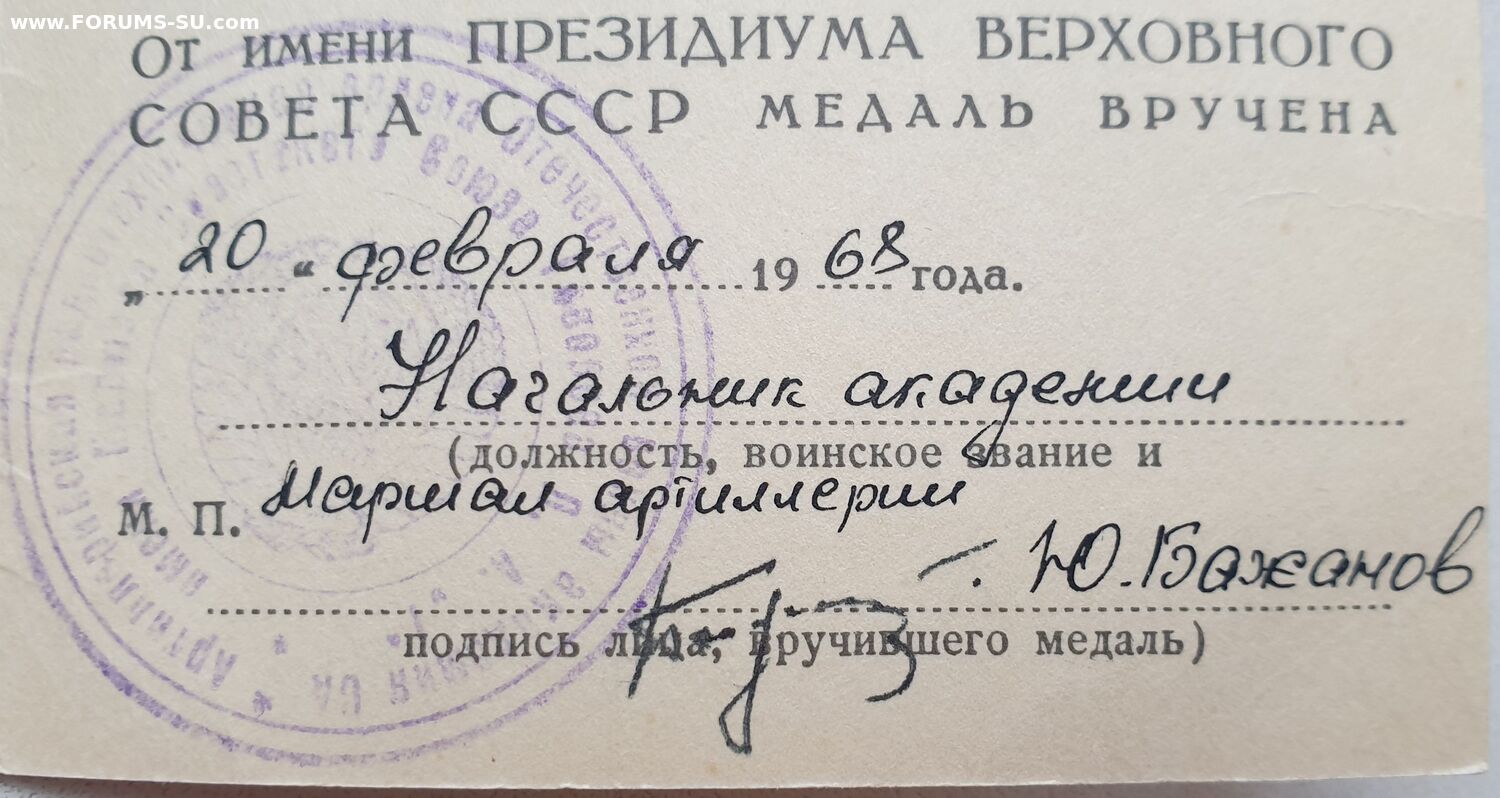 www.FORUMS-SU.com
От имени ПРЕЗИДИУМА ВЕРХОВНОГО
СОВЕТА СССР МЕДАЛЬ ВРУЧЕНА
„20“ февраля 1968 года.
Начальник академии
(должность, воинское звание и
М. П. Маршал артиллерии
Ю. Бажанов
подпись лица, вручившего медаль)